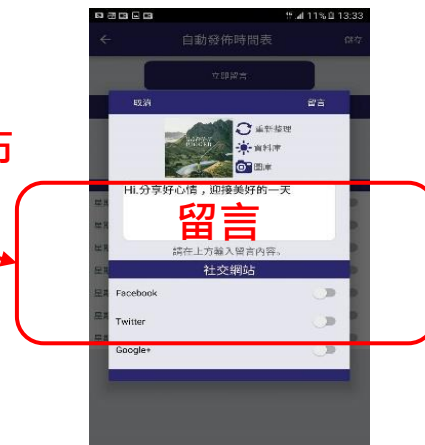 11% 13:33
自動發佈時間表
儲存
立即留言
取消
留言
重新整理
資料庫
圖庫
Hi,分享好心情，迎接美好的一天
留言
請在上方輸入留言內容。
社交網站
Facebook
Twitter
Google+